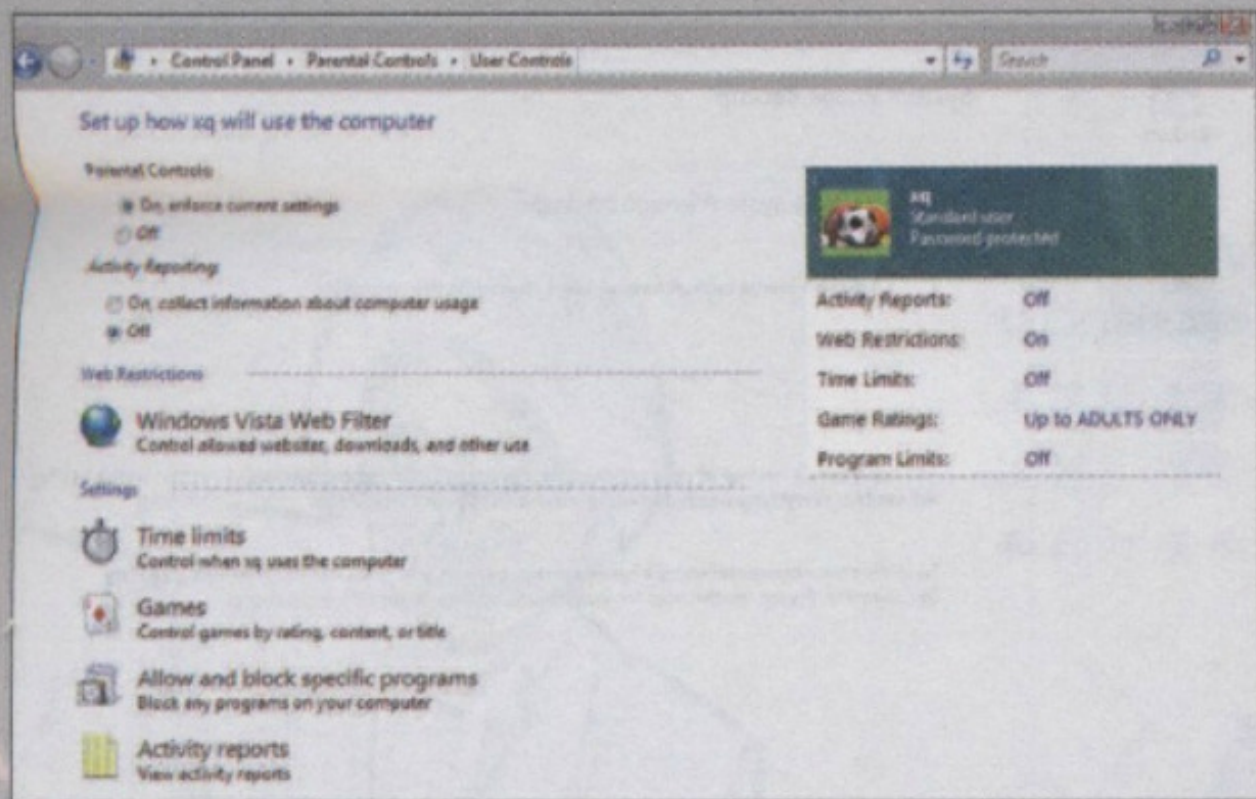 Control Panel › Parental Controls › User Controls
Search
Set up how xq will use the computer
Parental Controls:
On, enforce current settings
Off
Activity Reporting:
On, collect information about computer usage
Off
Web Restrictions
Windows Vista Web Filter
Control allowed websites, downloads, and other use
Settings
Time limits
Control when xq uses the computer
Games
Control games by rating, content, or title
Allow and block specific programs
Block any programs on your computer
Activity reports
View activity reports
xq
Standard user
Password protected
Activity Reports: Off
Web Restrictions: On
Time Limits: Off
Game Ratings: Up to ADULTS ONLY
Program Limits: Off